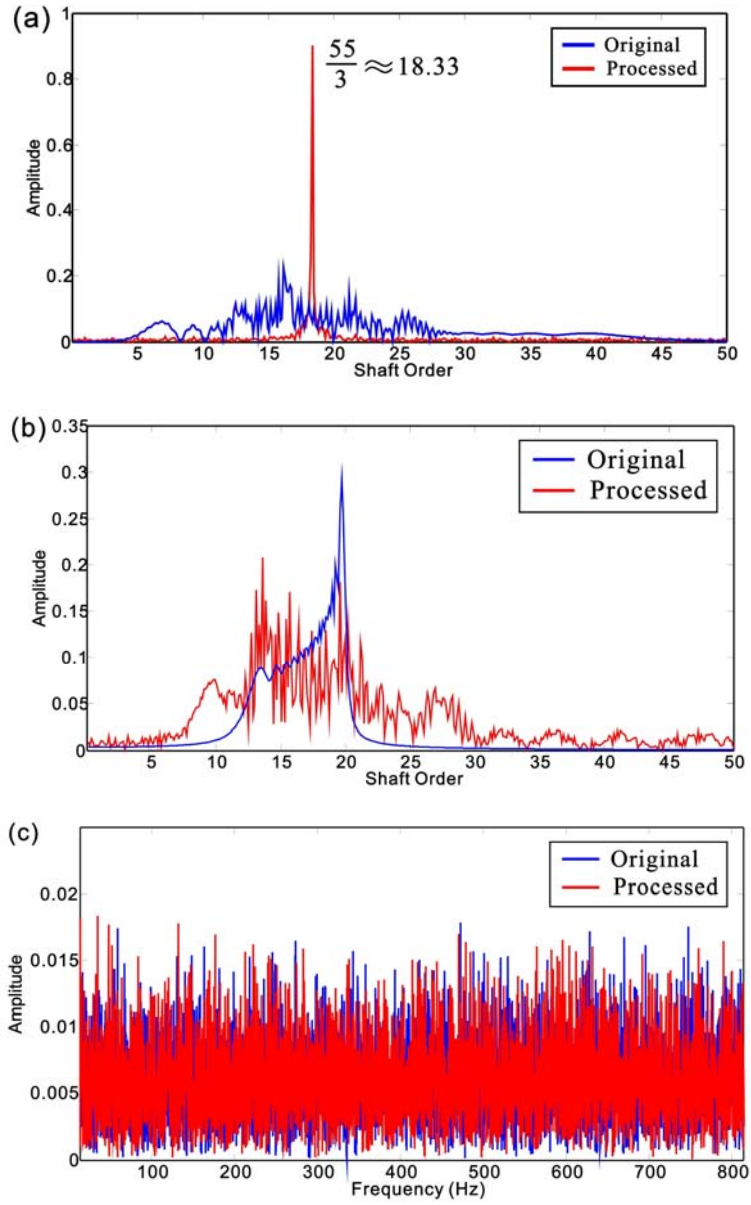 (a)
1
0.8
0.6
0.4
0.2
0
Amplitude
55
3
≈18.33
Original
Processed
5 10 15 20 25 30 35 40 45 50
Shaft Order
(b)
0.35
0.3
0.25
0.2
0.15
0.1
0.05
0
Amplitude
Original
Processed
5 10 15 20 25 30 35 40 45 50
Shaft Order
(c)
0.02
0.015
0.01
0.005
0
Amplitude
Original
Processed
100 200 300 400 500 600 700 800
Frequency (Hz)